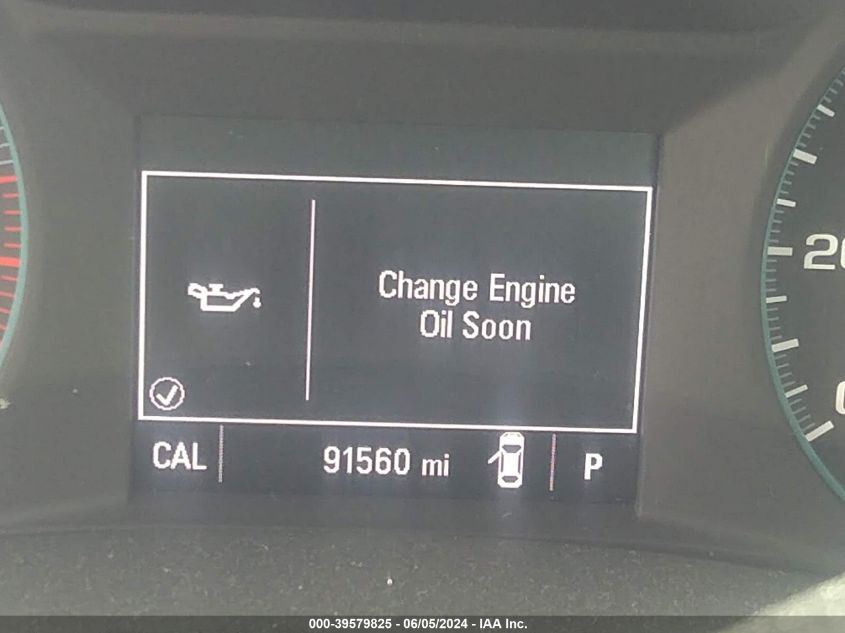 Change Engine
Oil Soon
CAL 91560 mi P
000-39579825 - 06/05/2024 - IAA Inc.